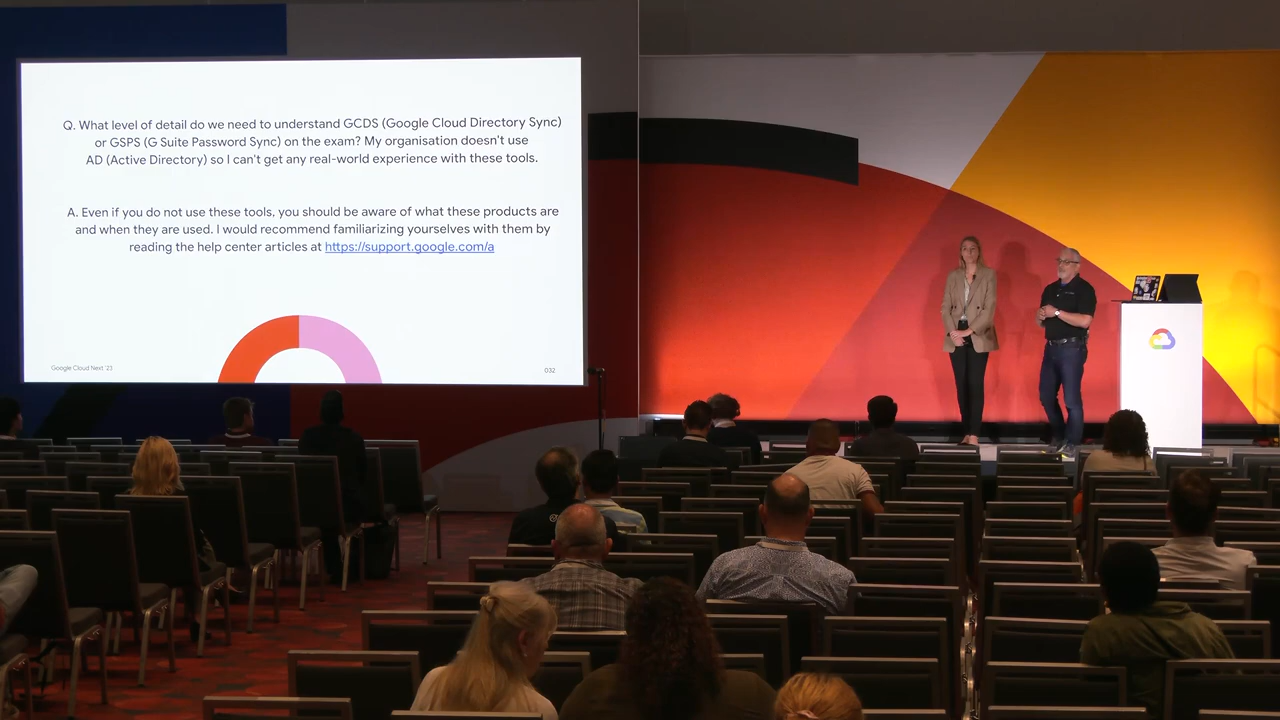 Q. What level of detail do we need to understand GCDS (Google Cloud Directory Sync)
or GSPS (G Suite Password Sync) on the exam? My organisation doesn't use
AD (Active Directory) so I can't get any real-world experience with these tools.
A. Even if you do not use these tools, you should be aware of what these products are
and when they are used. I would recommend familiarizing yourselves with them by
reading the help center articles at https://support.google.com/a
Google Cloud Next '23
032